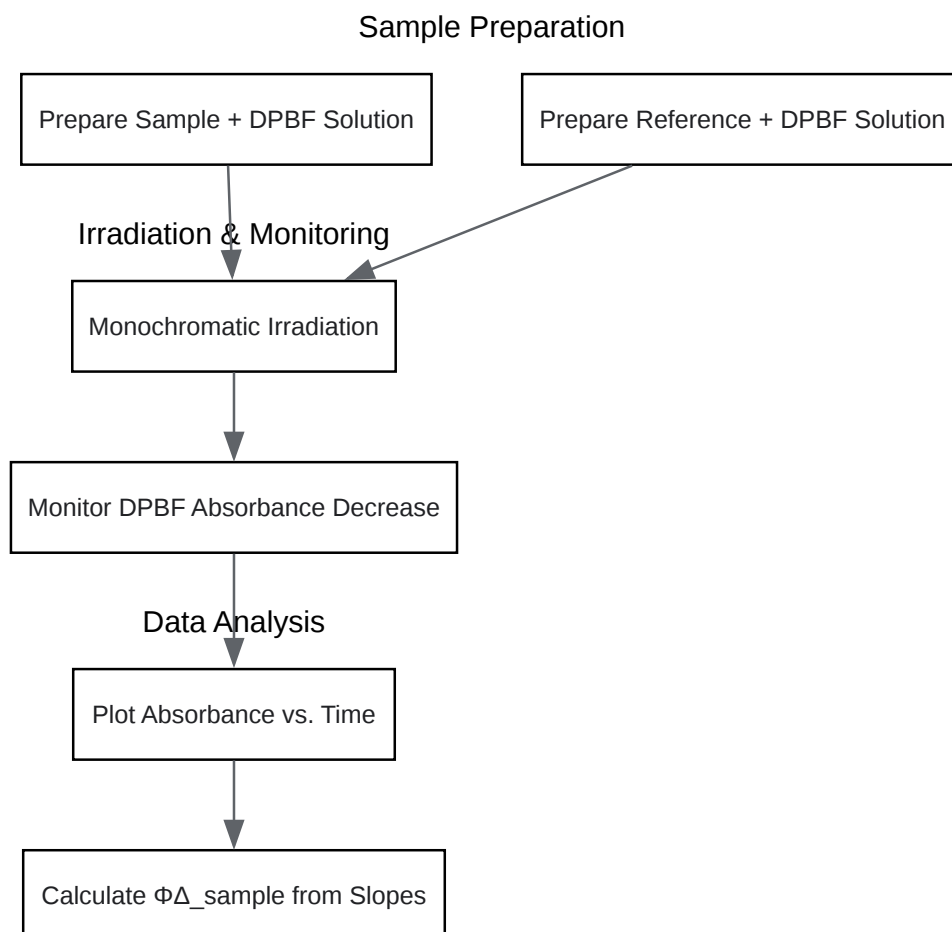 Sample Preparation
Prepare Sample + DPBF Solution
Prepare Reference + DPBF Solution
Irradiation & Monitoring
Monochromatic Irradiation
Monitor DPBF Absorbance Decrease
Data Analysis
Plot Absorbance vs. Time
Calculate ΦΔ_sample from Slopes